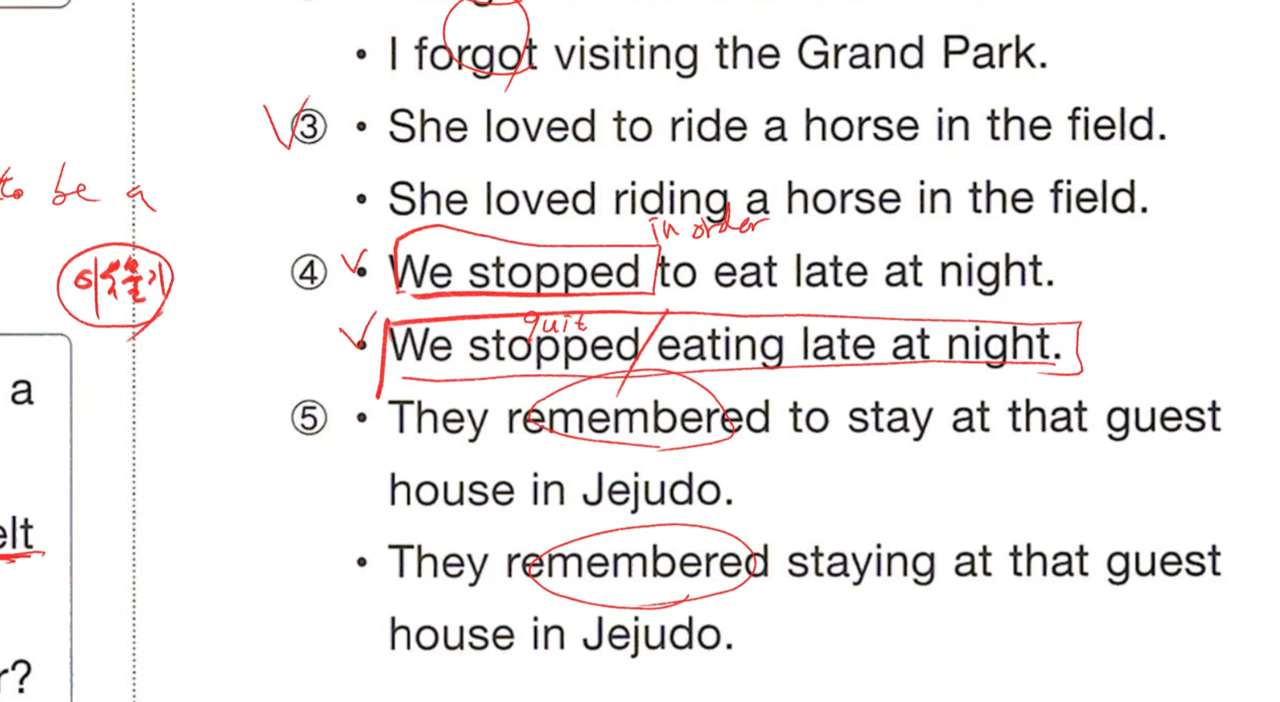 • I forgot visiting the Grand Park.
③ • She loved to ride a horse in the field.
to be a
• She loved riding a horse in the field.
in order
④ • We stopped to eat late at night.
quit
• We stopped eating late at night.
a
⑤ • They remembered to stay at that guest
house in Jejudo.
elt
• They remembered staying at that guest
house in Jejudo.
r?